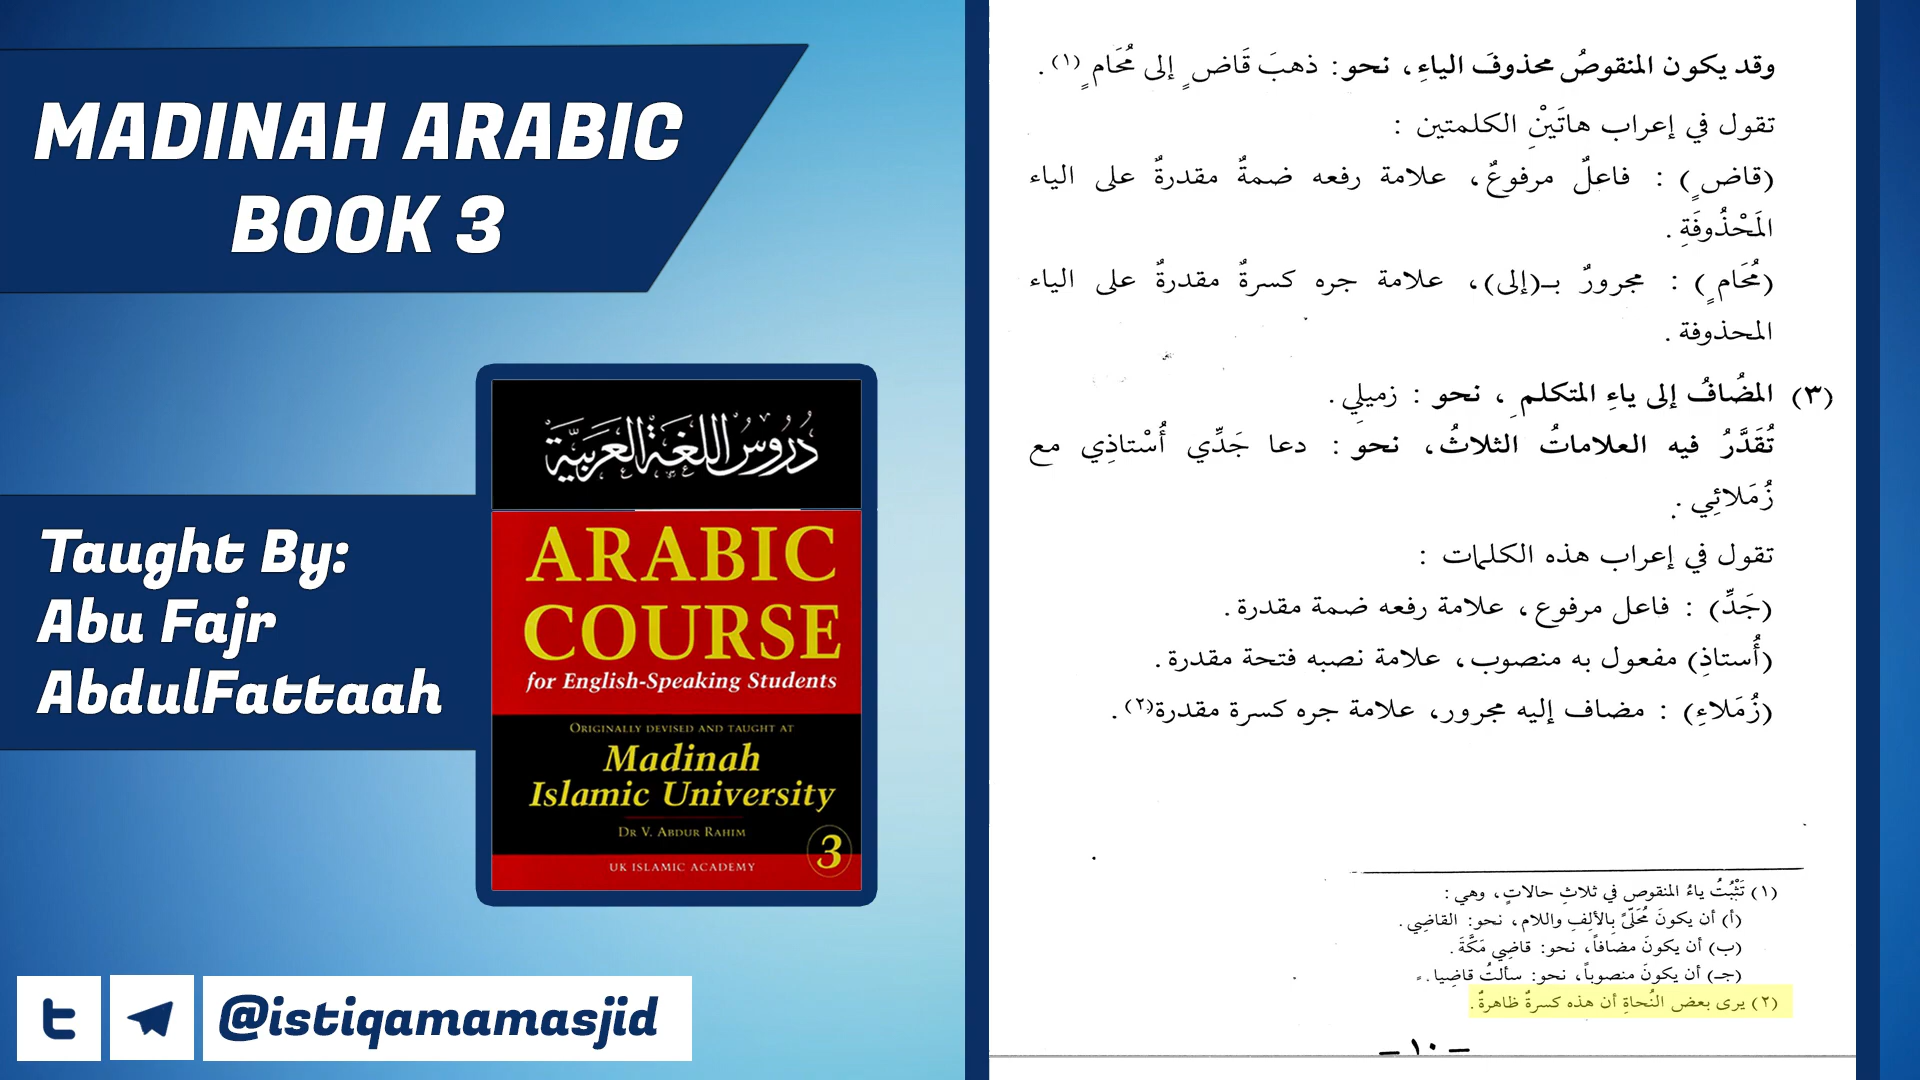 MADINAH ARABIC
BOOK 3
Taught By:
Abu Fajr
AbdulFattaah
دُرُوسُ اللُّغَةِ الْعَرَبِيَّةِ
ARABIC
COURSE
for English-Speaking Students
ORIGINALLY DEVISED AND TAUGHT AT
Madinah
Islamic University
DR V. ABDUR RAHIM
3
UK ISLAMIC ACADEMY
@istiqamamasjid
وقد يكون المنقوصُ محذوفَ الياءِ، نحو: ذهبَ قَاضٍ إلى مُحَامٍ (١).
تقول في إعراب هاتَيْنِ الكلمتين :
(قاضٍ) : فاعلٌ مرفوعٌ، علامة رفعه ضمةٌ مقدرةٌ على الياء
المَحْذُوفَةِ .
(مُحَامٍ) : مجرورٌ بـ(إلى)، علامة جره كسرةٌ مقدرةٌ على الياء
المحذوفة .
(٣) المضُافُ إلى ياءِ المتكلمِ ، نحو : زميلِي .
تُقَدَّرُ فيه العلاماتُ الثلاثُ، نحو : دعا جَدِّي أُسْتاذِي مع
زُمَلائِي .
تقول في إعراب هذه الكلمات :
(جَدِّ) : فاعل مرفوع، علامة رفعه ضمة مقدرة .
(أُستاذِ) مفعول به منصوب، علامة نصبه فتحة مقدرة .
(زُمَلاءِ) : مضاف إليه مجرور، علامة جره كسرة مقدرة(٢) .
(١) تَثْبُتُ ياءُ المنقوص في ثلاثِ حالاتٍ، وهي :
(أ) أن يكونَ مُحَلّىً بِالألِفِ واللام، نحو: القاضِي .
(ب) أن يكونَ مضافاً، نحو: قاضِي مَكَّةَ .
(جـ) أن يكونَ منصوباً، نحو: سألتُ قاضِيا .
(٢) يرى بعض النُحاةِ أن هذه كسرةٌ ظاهرةٌ .
– ١٠ –